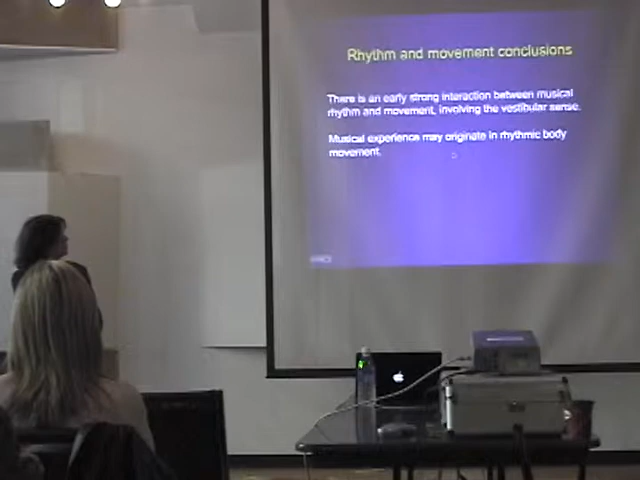 Rhythm and movement conclusions
There is an early strong interaction between musical
rhythm and movement, involving the vestibular sense.
Musical experience may originate in rhythmic body
movement.